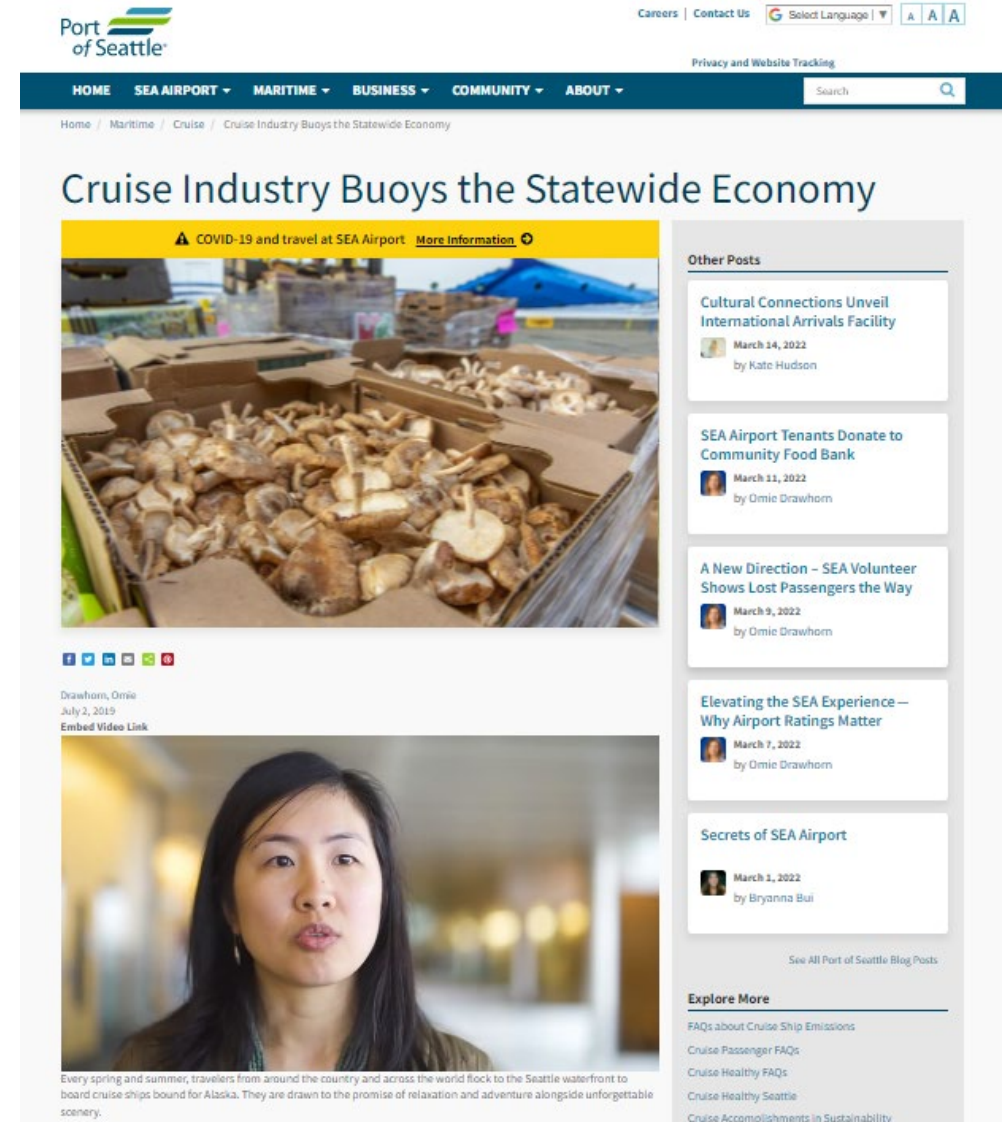 Port
of Seattle
Careers | Contact Us
Select Language ▼
A A A
Privacy and Website Tracking
HOME SEA AIRPORT MARITIME BUSINESS COMMUNITY ABOUT
Search
Home / Maritime / Cruise / Cruise Industry Buoys the Statewide Economy
Cruise Industry Buoys the Statewide Economy
COVID-19 and travel at SEA Airport More Information
Drawhorn, Omie
July 2, 2019
Embed Video Link
Every spring and summer, travelers from around the country and across the world flock to the Seattle waterfront to
board cruise ships bound for Alaska. They are drawn to the promise of relaxation and adventure alongside unforgettable
scenery.
Other Posts
Cultural Connections Unveil
International Arrivals Facility
March 14, 2022
by Kate Hudson
SEA Airport Tenants Donate to
Community Food Bank
March 11, 2022
by Omie Drawhorn
A New Direction – SEA Volunteer
Shows Lost Passengers the Way
March 9, 2022
by Omie Drawhorn
Elevating the SEA Experience —
Why Airport Ratings Matter
March 7, 2022
by Omie Drawhorn
Secrets of SEA Airport
March 1, 2022
by Bryanna Bui
See All Port of Seattle Blog Posts
Explore More
FAQs about Cruise Ship Emissions
Cruise Passenger FAQs
Cruise Healthy FAQs
Cruise Healthy Seattle
Cruise Accomplishments in Sustainability